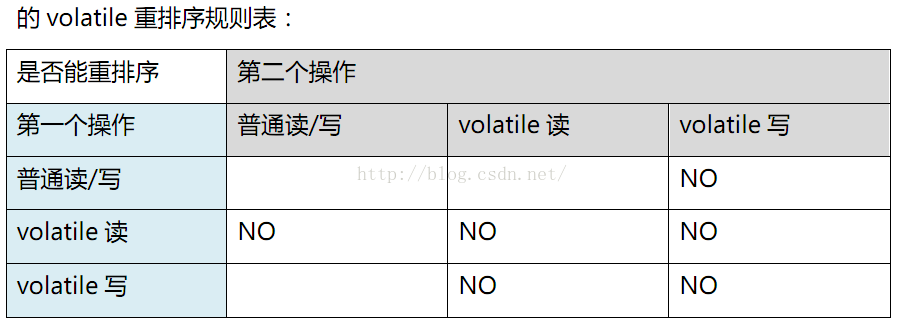 的 volatile 重排序规则表：
是否能重排序 第二个操作
第一个操作 普通读/写 volatile 读 volatile 写
普通读/写 http://blog.csdn.net/ NO
volatile 读 NO NO NO
volatile 写 NO NO